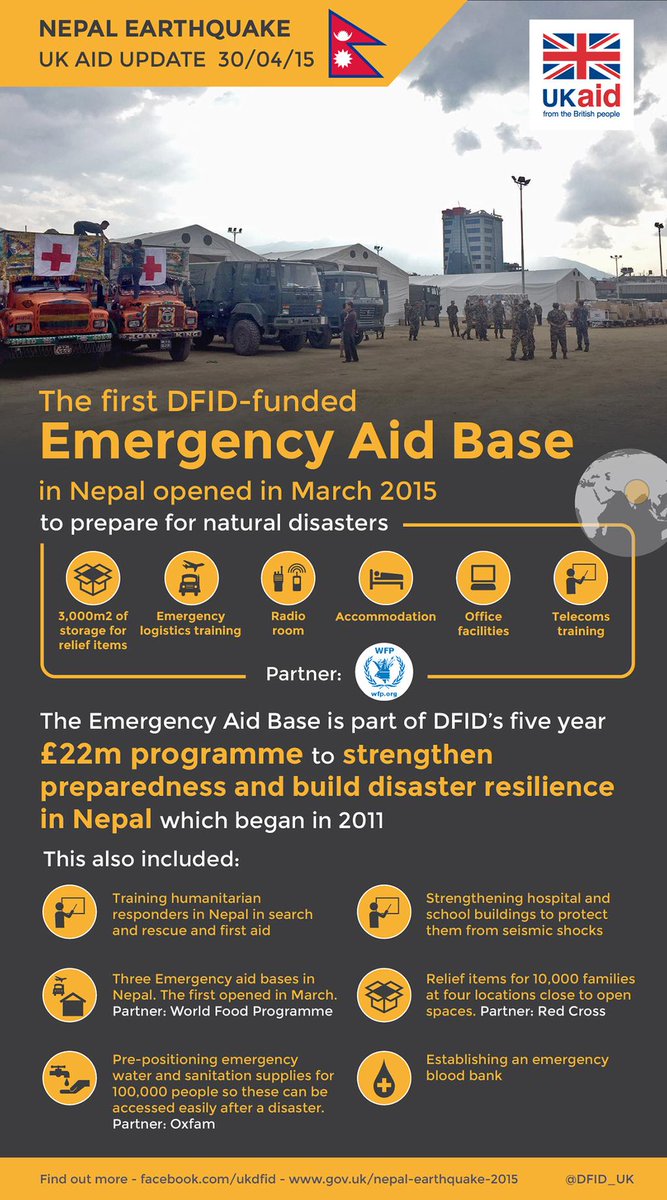 NEPAL EARTHQUAKE
UK AID UPDATE 30/04/15
UKaid
from the British people
The first DFID-funded
Emergency Aid Base
in Nepal opened in March 2015
to prepare for natural disasters
3,000m2 of
storage for
relief items
Emergency
logistics training
Radio
room
Accommodation
Office
facilities
Telecoms
training
Partner:
WFP
wfp.org
The Emergency Aid Base is part of DFID's five year
£22m programme to strengthen
preparedness and build disaster resilience
in Nepal which began in 2011
This also included:
Training humanitarian
responders in Nepal in search
and rescue and first aid
Strengthening hospital and
school buildings to protect
them from seismic shocks
Three Emergency aid bases in
Nepal. The first opened in March.
Partner: World Food Programme
Relief items for 10,000 families
at four locations close to open
spaces. Partner: Red Cross
Pre-positioning emergency
water and sanitation supplies for
100,000 people so these can be
accessed easily after a disaster.
Partner: Oxfam
Establishing an emergency
blood bank
Find out more - facebook.com/ukdfid - www.gov.uk/nepal-earthquake-2015
@DFID_UK